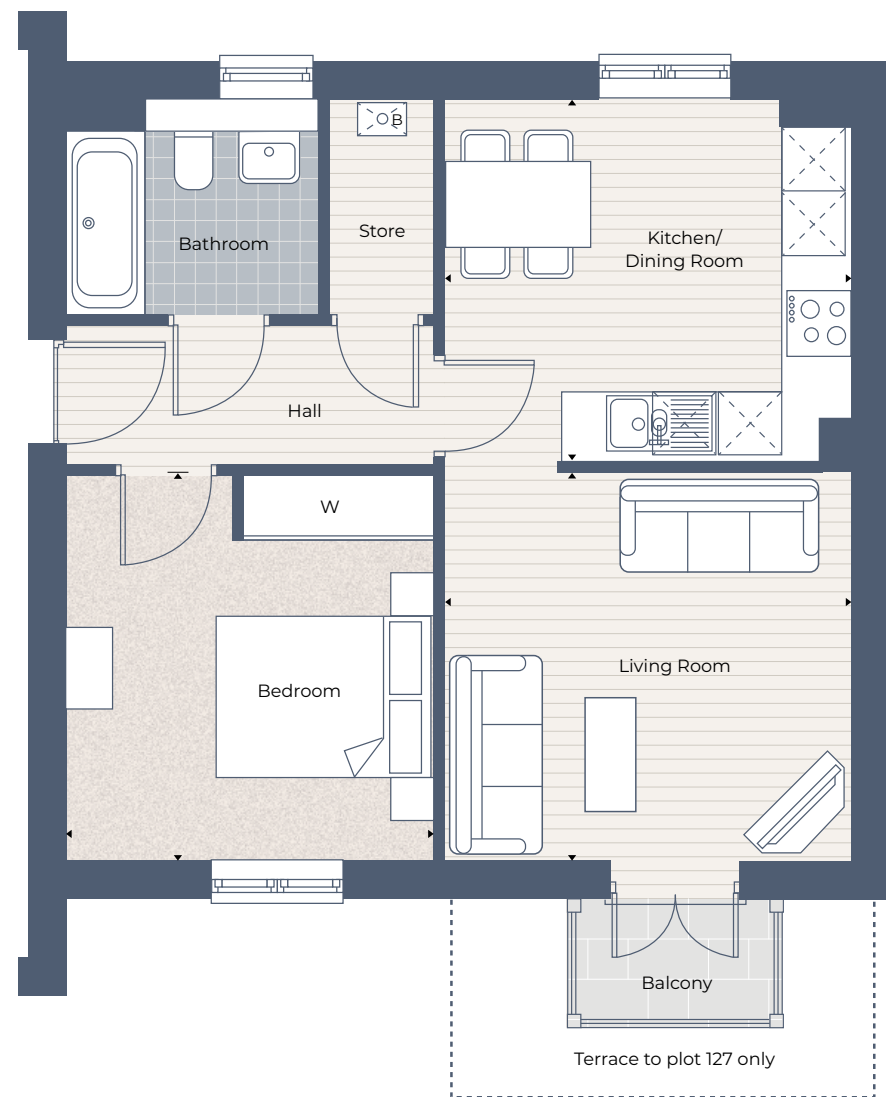 B
Bathroom
Store
Kitchen/
Dining Room
Hall
W
Living Room
Bedroom
Balcony
Terrace to plot 127 only